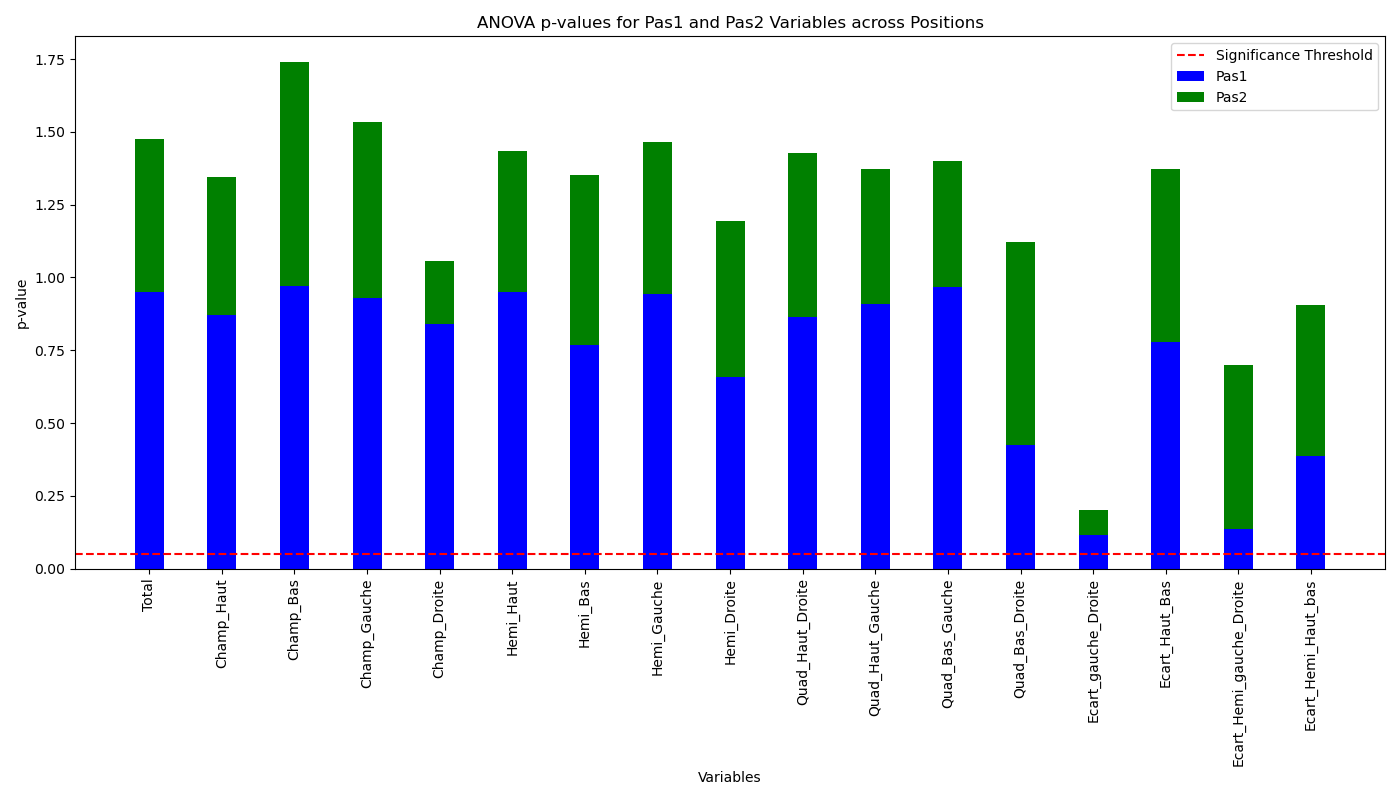 ANOVA p-values for Pas1 and Pas2 Variables across Positions
Significance Threshold
Pas1
Pas2
p-value
1.75
1.50
1.25
1.00
0.75
0.50
0.25
0.00
Total
Champ_Haut
Champ_Bas
Champ_Gauche
Champ_Droite
Hemi_Haut
Hemi_Bas
Hemi_Gauche
Hemi_Droite
Quad_Haut_Droite
Quad_Haut_Gauche
Quad_Bas_Gauche
Quad_Bas_Droite
Ecart_gauche_Droite
Ecart_Haut_Bas
Ecart_Hemi_gauche_Droite
Ecart_Hemi_Haut_bas
Variables